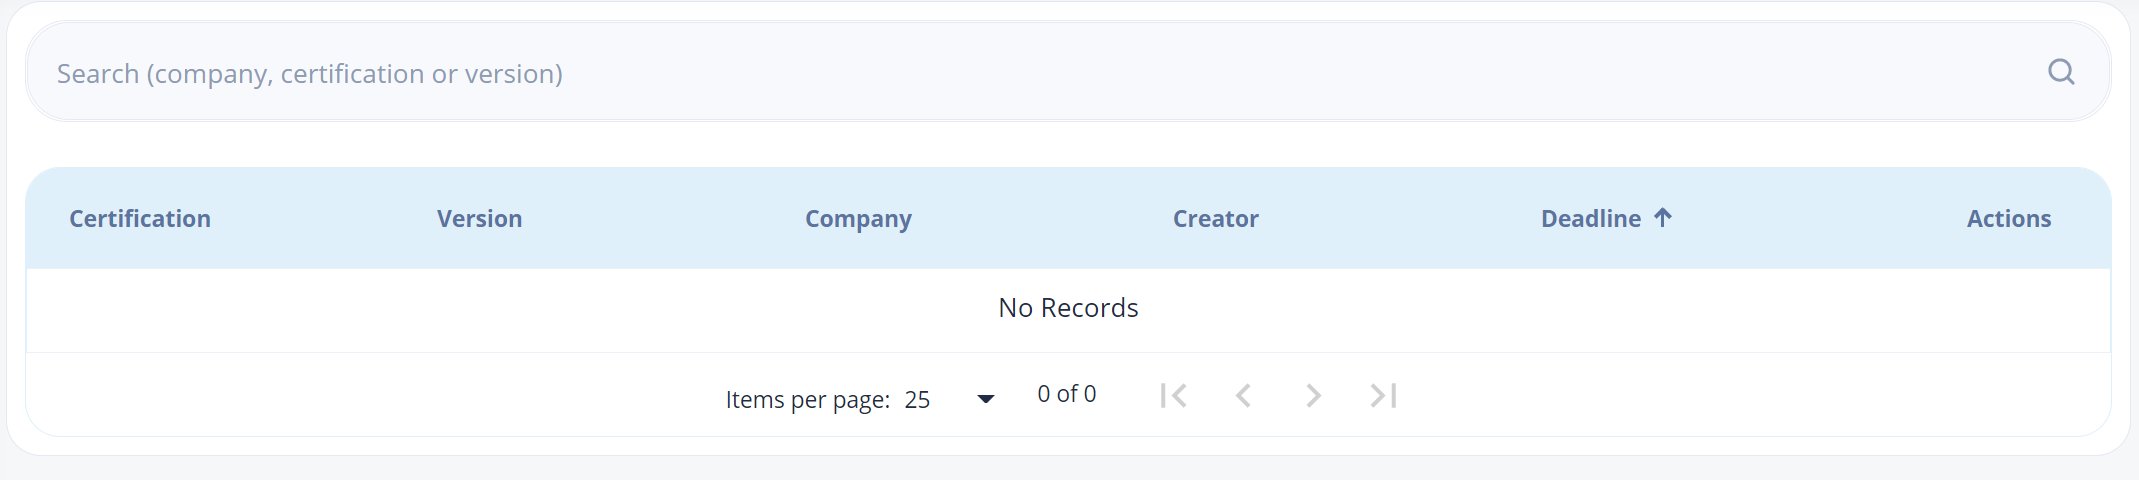 Search (company, certification or version)
Certification Version Company Creator Deadline Actions
No Records
Items per page: 25 0 of 0